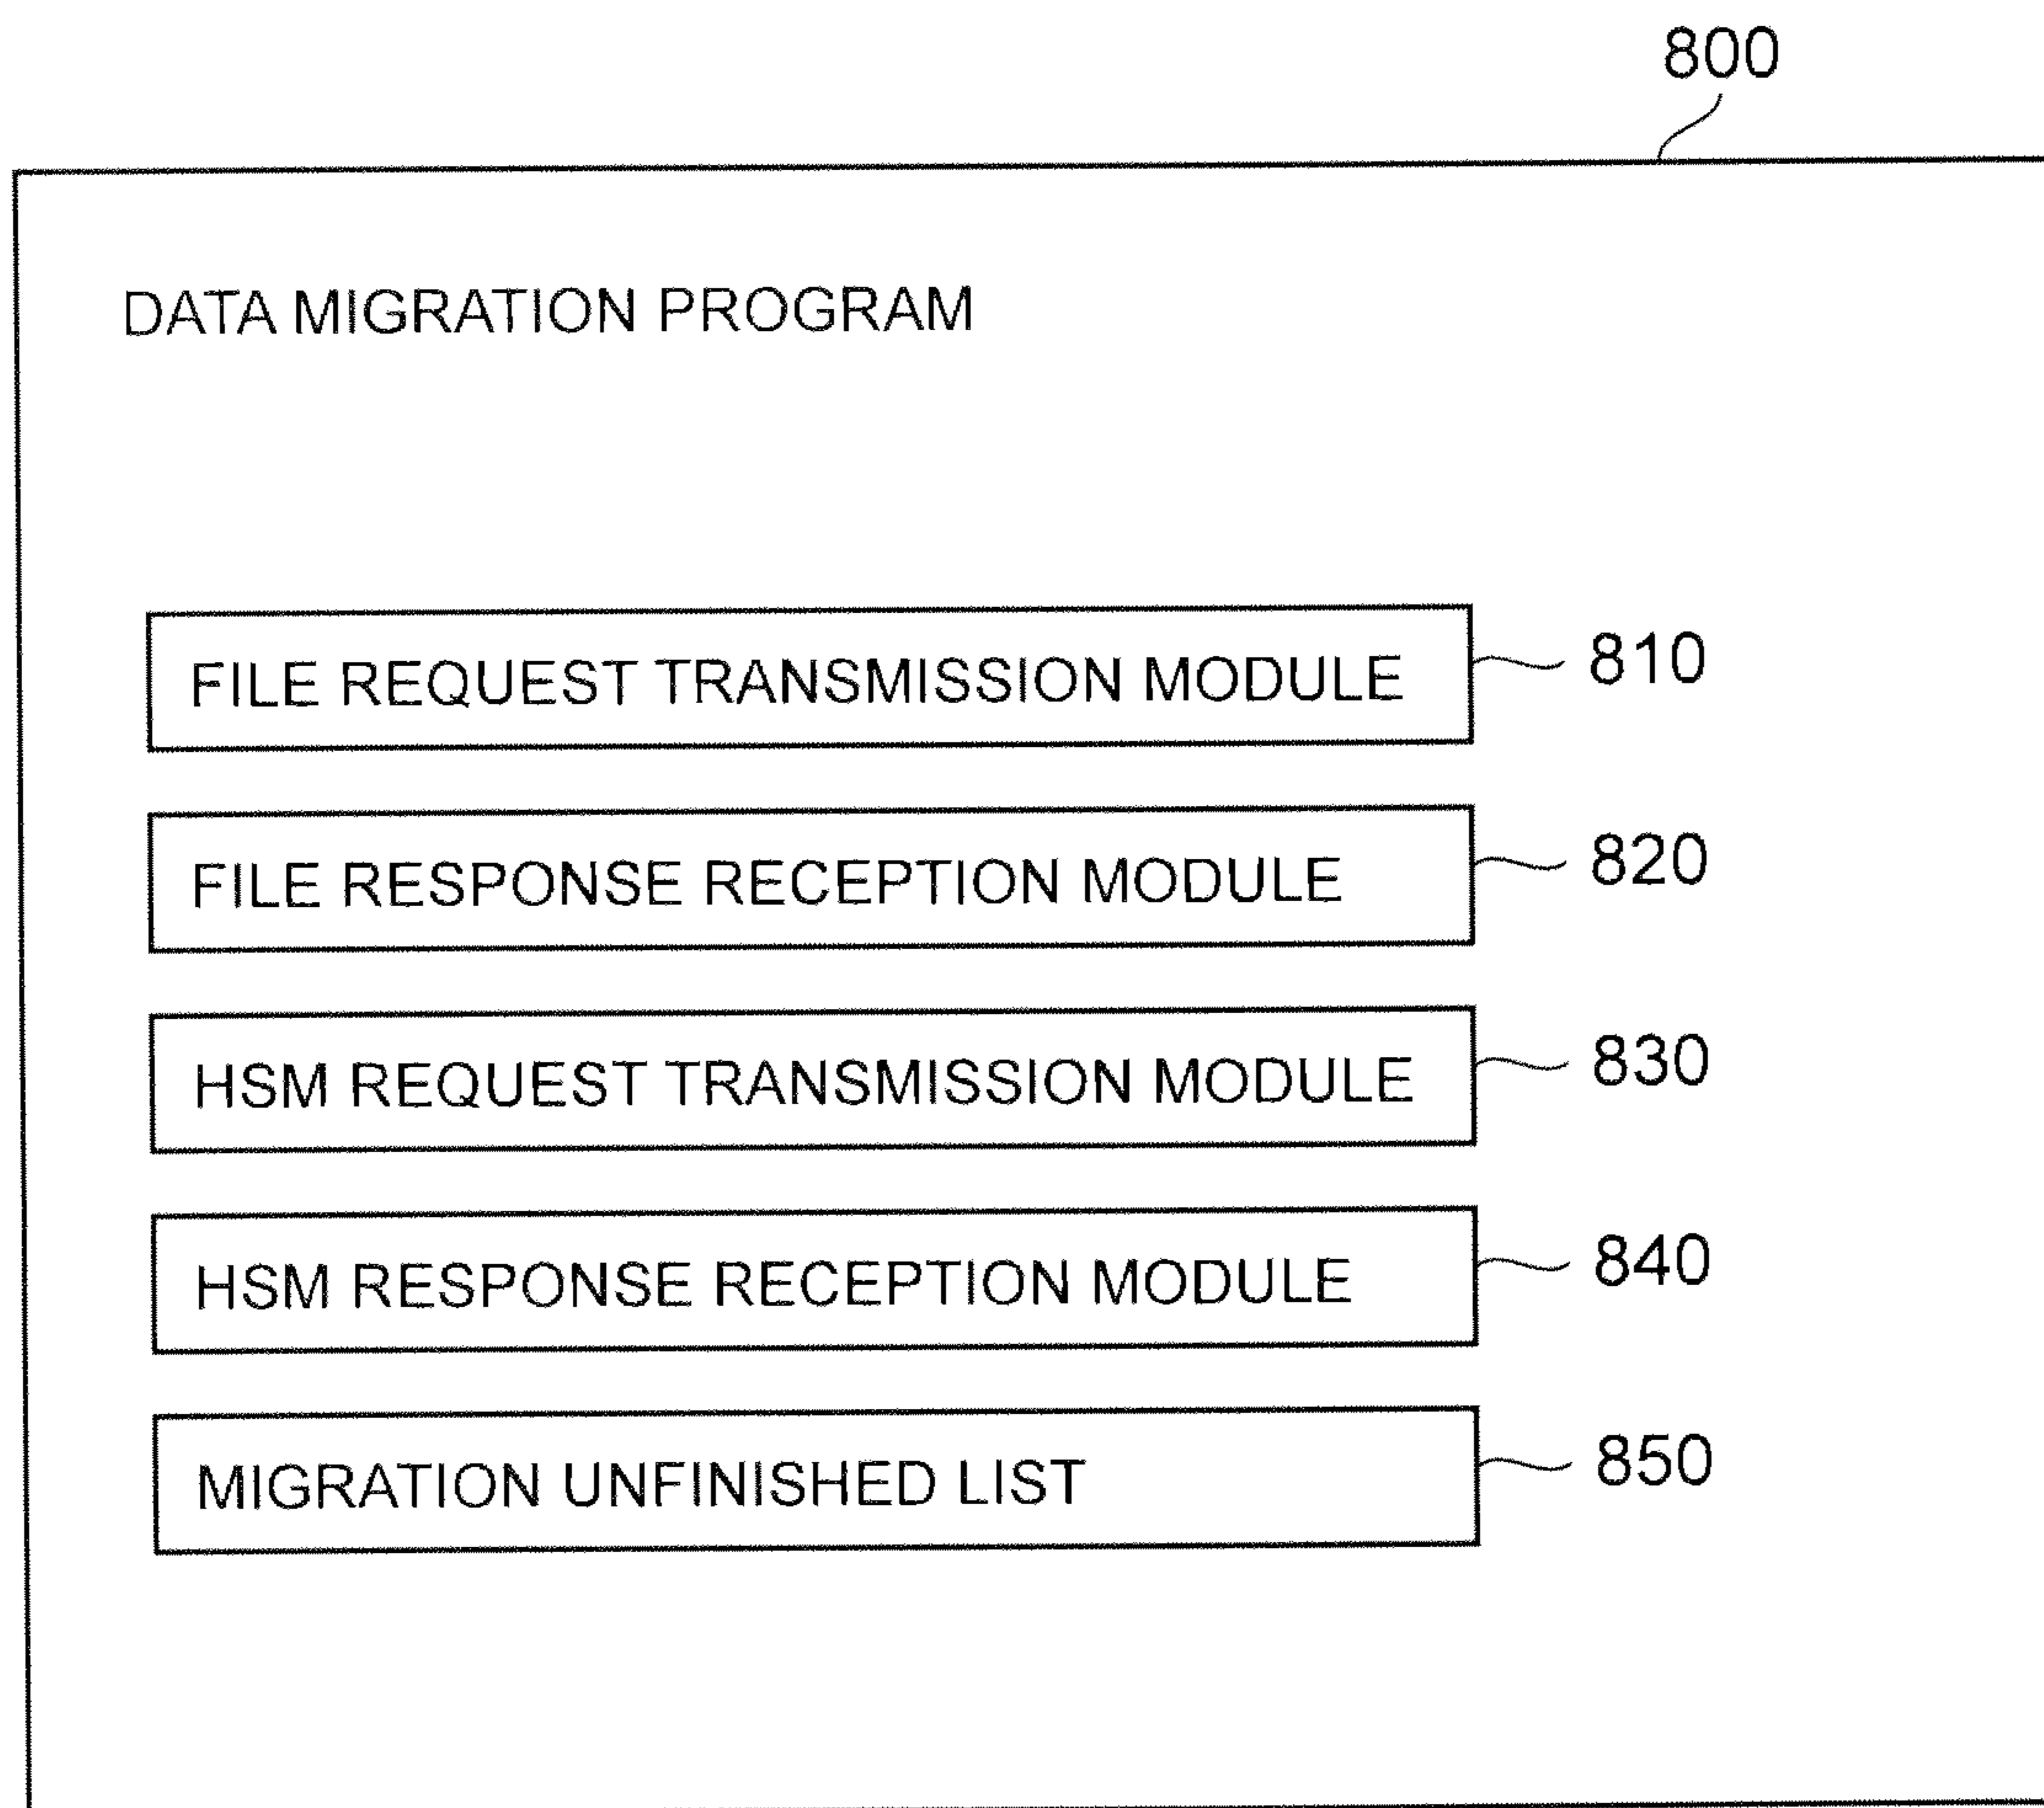 800
DATA MIGRATION PROGRAM
FILE REQUEST TRANSMISSION MODULE 810
FILE RESPONSE RECEPTION MODULE 820
HSM REQUEST TRANSMISSION MODULE 830
HSM RESPONSE RECEPTION MODULE 840
MIGRATION UNFINISHED LIST 850